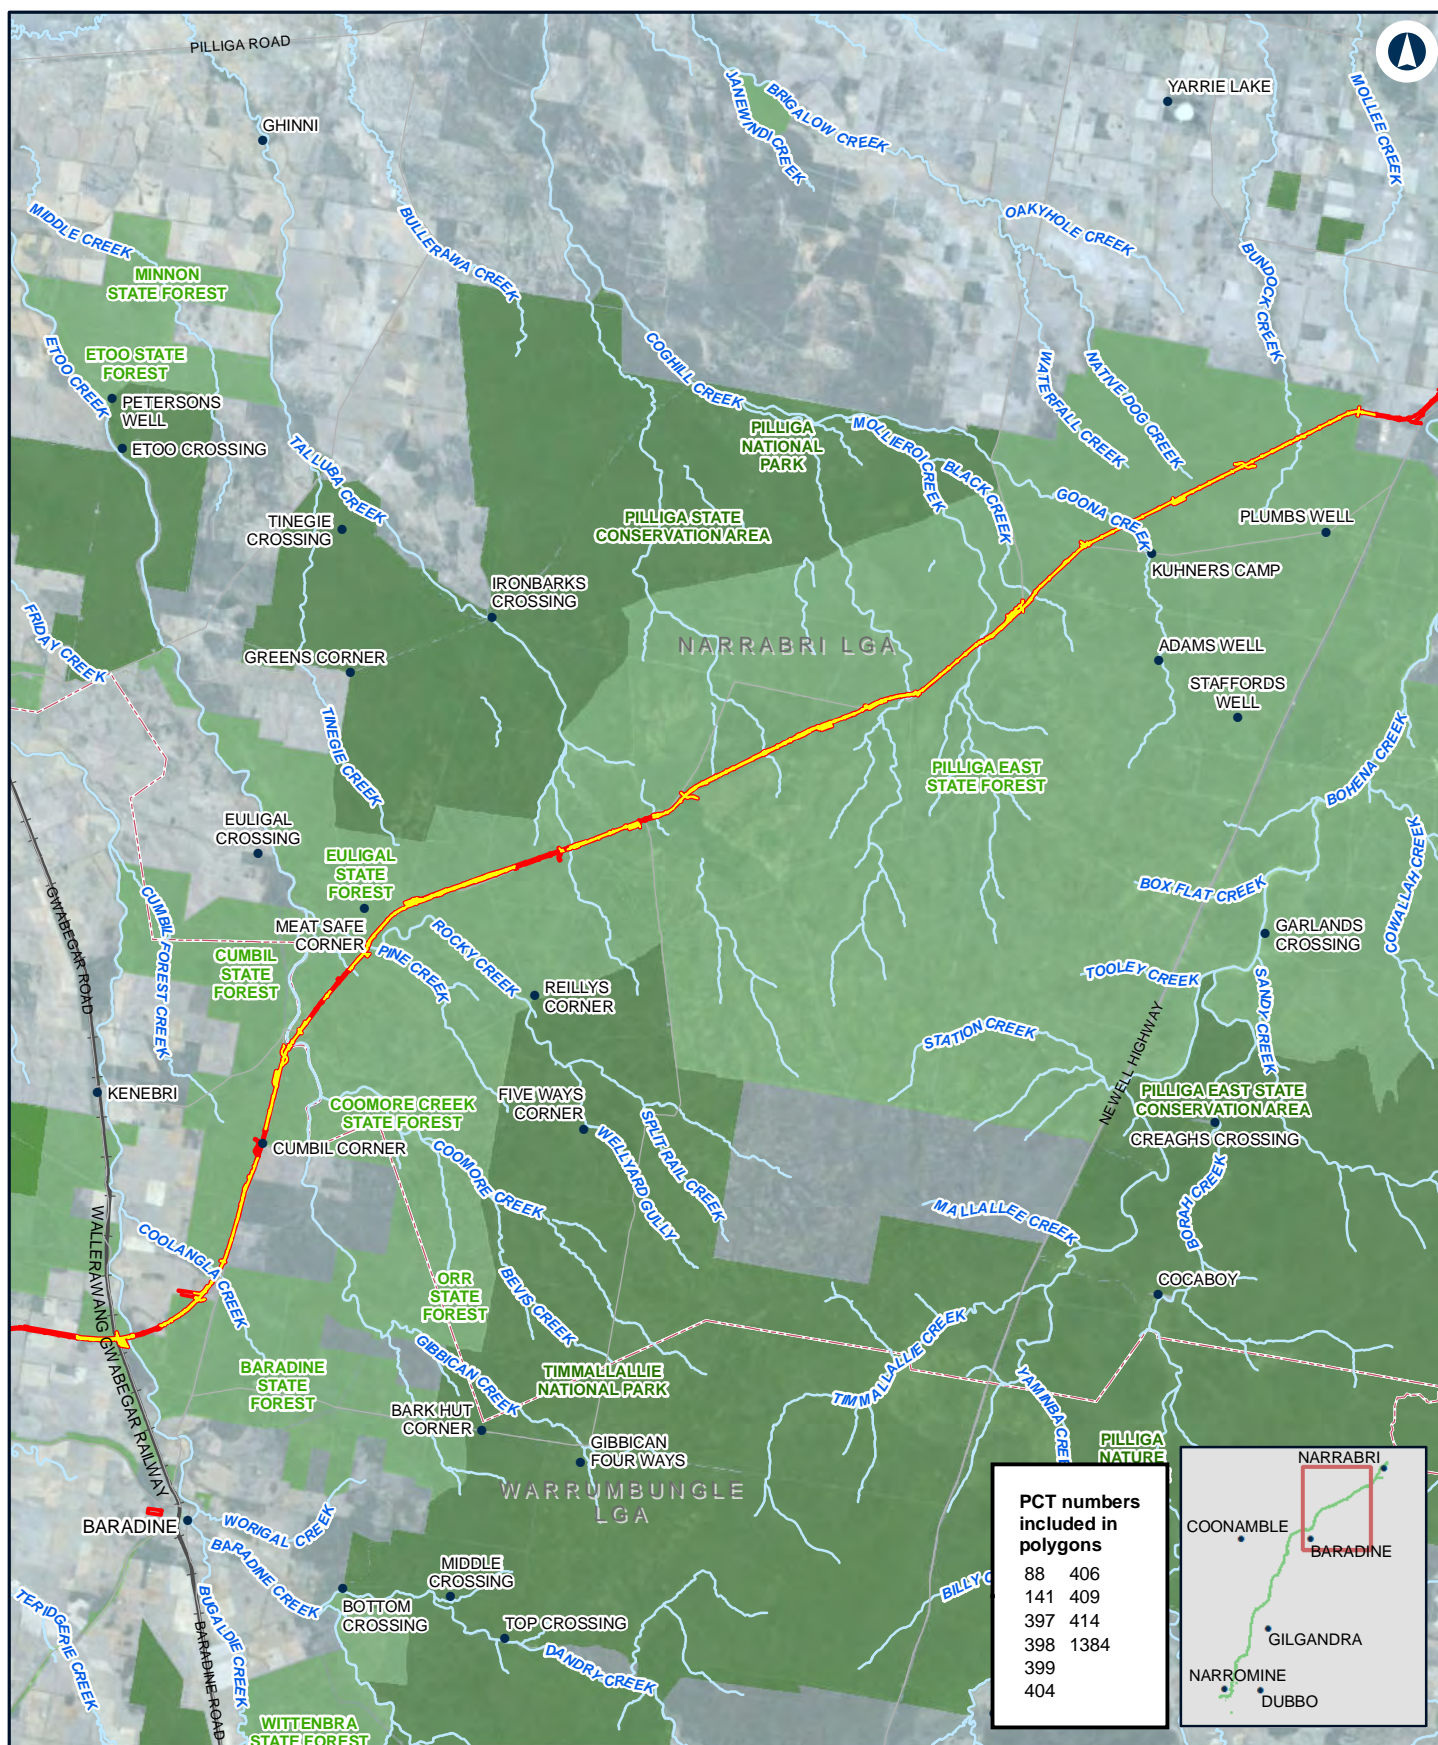 PILLIGA ROAD
GHINNI
YARRIE LAKE
JANEWINDI CREEK
BRIGALOW CREEK
MOLLEE CREEK
MIDDLE CREEK
BULLERAWA CREEK
OAKYHOLE CREEK
BUNDOCK CREEK
MINNON
STATE FOREST
ETOO STATE
FOREST
ETOO CREEK
PETERSONS
WELL
ETOO CROSSING
COGHILL CREEK
WATERFALL CREEK
NATIVE DOG CREEK
PILLIGA
NATIONAL
PARK
MOLLIEROI CREEK
BLACK CREEK
TALLUBA CREEK
TINEGIE
CROSSING
PILLIGA STATE
CONSERVATION AREA
GOONA CREEK
PLUMBS WELL
KUHNERS CAMP
IRONBARKS
CROSSING
FRIDAY CREEK
GREENS CORNER
NARRABRI LGA
ADAMS WELL
STAFFORDS
WELL
TINEGIE CREEK
PILLIGA EAST
STATE FOREST
BOHENA CREEK
EULIGAL
CROSSING
EULIGAL
STATE
FOREST
COWALLAH CREEK
BOX FLAT CREEK
GWABEGAR ROAD
CUMBIL FOREST CREEK
MEAT SAFE
CORNER
CUMBIL
STATE
FOREST
PINE CREEK
ROCKY CREEK
GARLANDS
CROSSING
TOOLEY CREEK
SANDY CREEK
REILLYS
CORNER
STATION CREEK
NEWELL HIGHWAY
KENEBRI
FIVE WAYS
CORNER
PILLIGA EAST STATE
CONSERVATION AREA
CREAGHS CROSSING
COOMORE CREEK
STATE FOREST
CUMBIL CORNER
COOMORE CREEK
WELLYARD GULLY
SPLIT RAIL CREEK
BORAH CREEK
MALLALLEE CREEK
WALLERAWANG GWABEGAR RAILWAY
COOLANGLA CREEK
ORR
STATE
FOREST
BEVIS CREEK
COCABOY
GIBBICAN CREEK
BARADINE
STATE
FOREST
TIMMALLALLIE
NATIONAL PARK
TIMMALLALLIE CREEK
YAMINBA CREE
BARK HUT
CORNER
GIBBICAN
FOUR WAYS
PILLIGA
NATURE
WARRUMBUNGLE
LGA
BARADINE
WORIGAL CREEK
BARADINE CREEK
MIDDLE
CROSSING
BOTTOM
CROSSING
TOP CROSSING
DANDRY CREEK
BILLY C
TERIDGERIE CREEK
BUGALDIE CREEK
BARADINE ROAD
WITTENBRA
STATE FOREST
PCT numbers
included in
polygons
88 406
141 409
397 414
398 1384
399
404
NARRABRI
COONAMBLE
BARADINE
GILGANDRA
NARROMINE
DUBBO